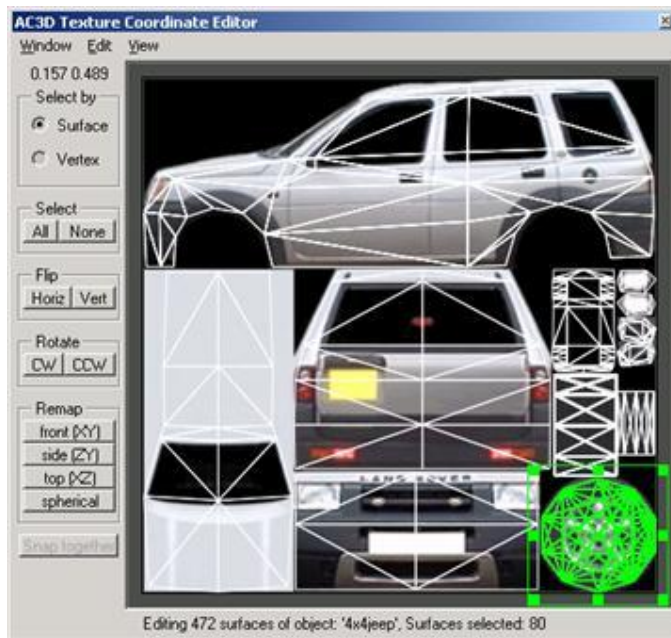 AC3D Texture Coordinate Editor
Window Edit View
0.157 0.489
Select by
Surface
Vertex
Select
All None
Flip
Horiz Vert
Rotate
CW CCW
Remap
front (XY)
side (ZY)
top (XZ)
spherical
Snap together
LAND ROVER
Editing 472 surfaces of object: '4x4jeep', Surfaces selected: 80